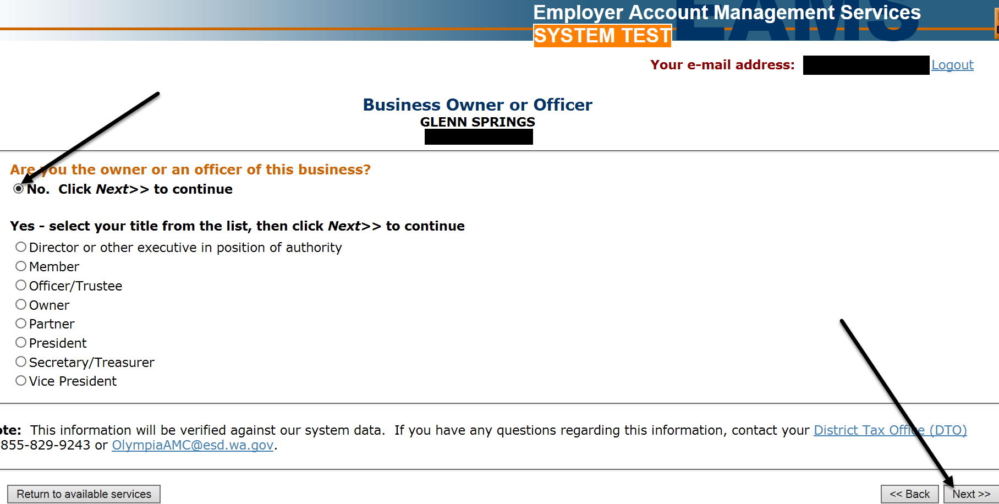 Employer Account Management Services
EAMS
SYSTEM TEST
Your e-mail address: Logout
Business Owner or Officer
GLENN SPRINGS
Are you the owner or an officer of this business?
No. Click Next>> to continue
Yes - select your title from the list, then click Next>> to continue
Director or other executive in position of authority
Member
Officer/Trustee
Owner
Partner
President
Secretary/Treasurer
Vice President
ote: This information will be verified against our system data. If you have any questions regarding this information, contact your District Tax Office (DTO)
855-829-9243 or OlympiaAMC@esd.wa.gov.
Return to available services
<< Back
Next >>